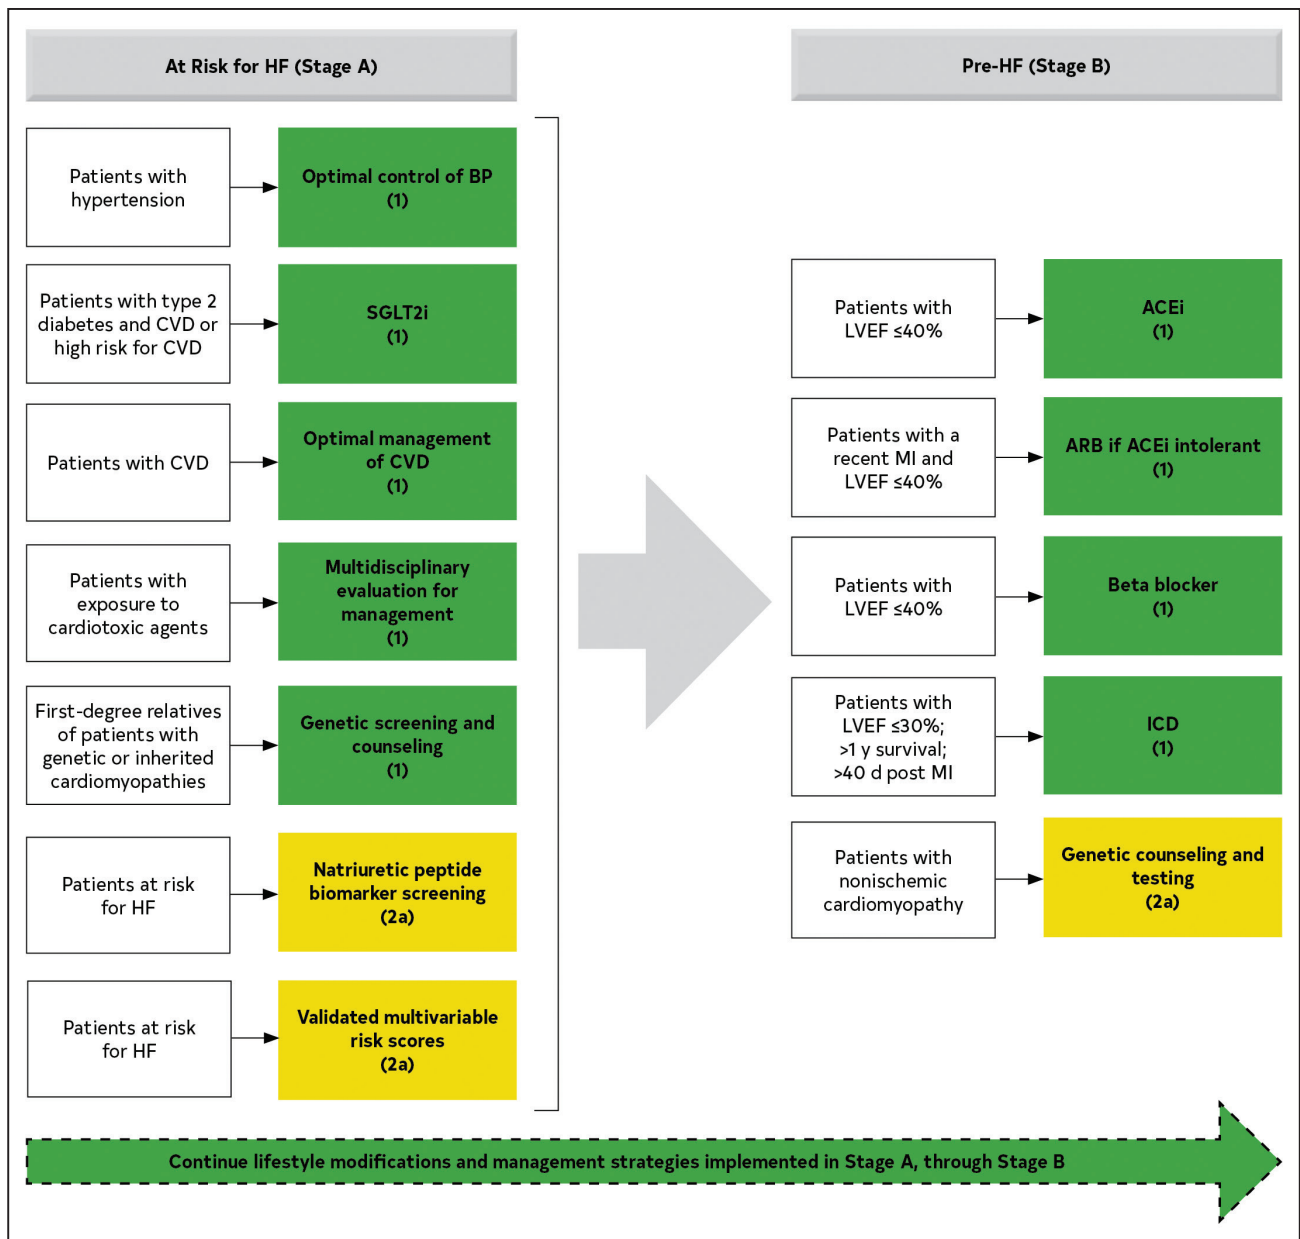 At Risk for HF (Stage A)
Patients with
hypertension
Optimal control of BP
(1)
Patients with type 2
diabetes and CVD or
high risk for CVD
SGLT2i
(1)
Patients with CVD
Optimal management
of CVD
(1)
Patients with
exposure to
cardiotoxic agents
Multidisciplinary
evaluation for
management
(1)
First-degree relatives
of patients with
genetic or inherited
cardiomyopathies
Genetic screening and
counseling
(1)
Patients at risk
for HF
Natriuretic peptide
biomarker screening
(2a)
Patients at risk
for HF
Validated multivariable
risk scores
(2a)
Pre-HF (Stage B)
Patients with
LVEF ≤40%
ACEi
(1)
Patients with a
recent MI and
LVEF ≤40%
ARB if ACEi intolerant
(1)
Patients with
LVEF ≤40%
Beta blocker
(1)
Patients with
LVEF ≤30%;
>1 y survival;
>40 d post MI
ICD
(1)
Patients with
nonischemic
cardiomyopathy
Genetic counseling and
testing
(2a)
Continue lifestyle modifications and management strategies implemented in Stage A, through Stage B